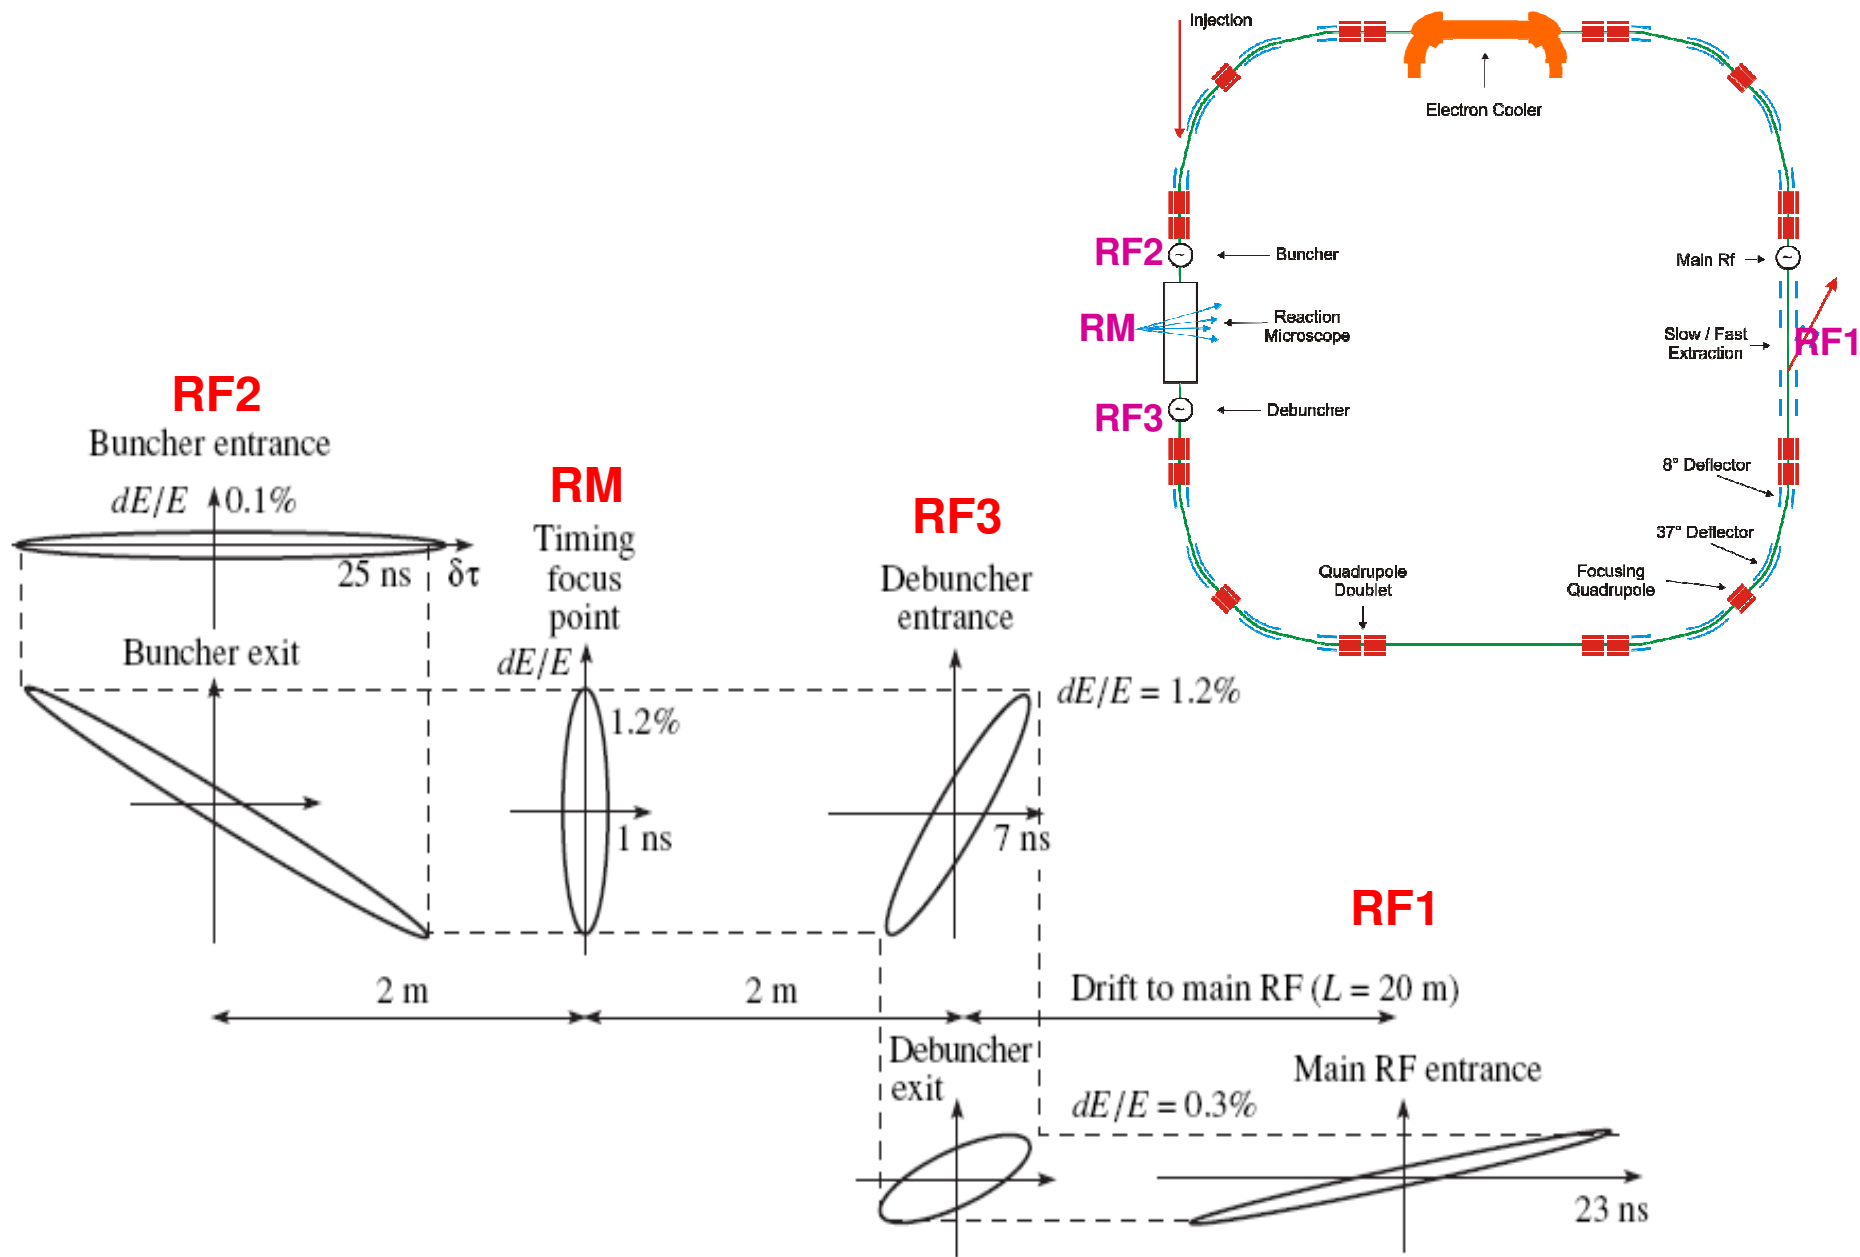 Injection
Electron Cooler
RF2
Buncher
Main Rf
RM
Reaction
Microscope
Slow / Fast
Extraction
RF1
RF3
Debuncher
8° Deflector
37° Deflector
Quadrupole
Doublet
Focusing
Quadrupole
RF2
Buncher entrance
dE/E 0.1%
25 ns δτ
Buncher exit
RM
Timing
focus
point
dE/E
1.2%
1 ns
RF3
Debuncher
entrance
dE/E = 1.2%
7 ns
RF1
2 m
2 m
Drift to main RF (L = 20 m)
Debuncher
exit
dE/E = 0.3%
Main RF entrance
23 ns